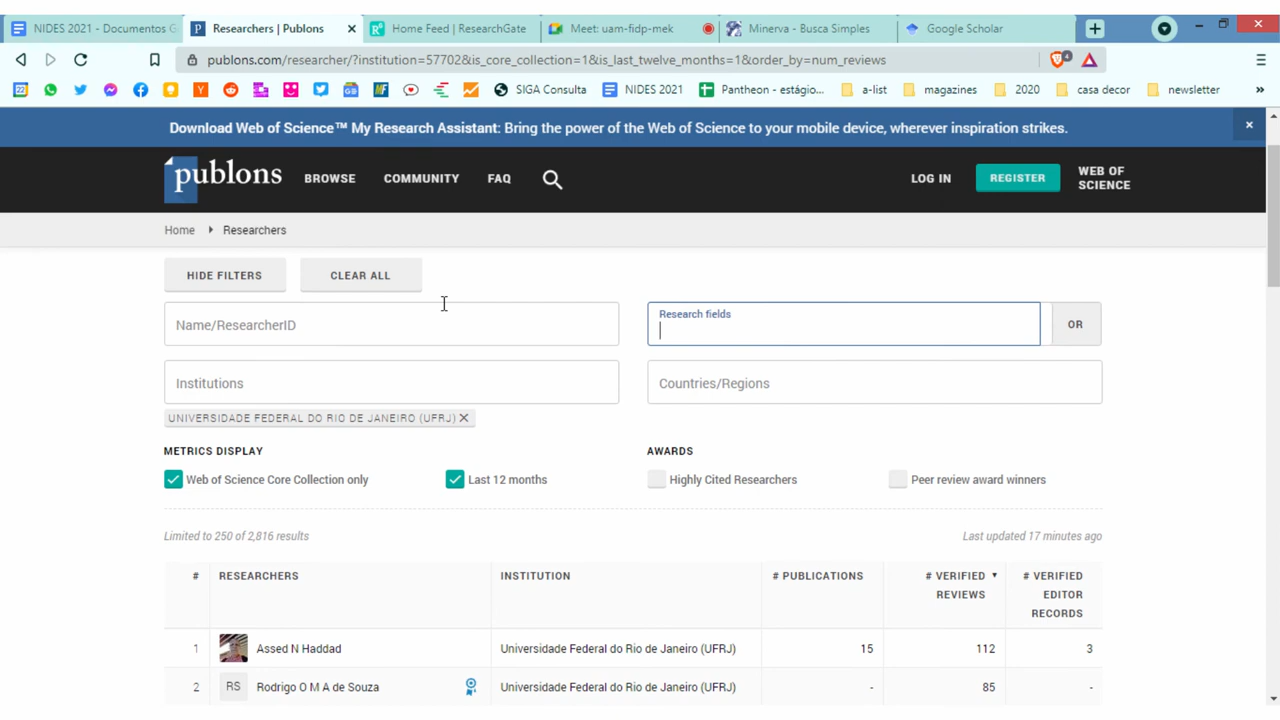 NIDES 2021 - Documentos G
Researchers | Publons
Home Feed | ResearchGate
Meet: uam-fidp-mek
Minerva - Busca Simples
Google Scholar
publons.com/researcher/?institution=57702&is_core_collection=1&is_last_twelve_months=1&order_by=num_reviews
4
SIGA Consulta
NIDES 2021
Pantheon - estágio...
a-list
magazines
2020
casa decor
newsletter
Download Web of Science™ My Research Assistant: Bring the power of the Web of Science to your mobile device, wherever inspiration strikes.
publons
BROWSE
COMMUNITY
FAQ
LOG IN
REGISTER
WEB OF
SCIENCE
Home
Researchers
HIDE FILTERS
CLEAR ALL
Name/ResearcherID
Research fields
OR
Institutions
Countries/Regions
UNIVERSIDADE FEDERAL DO RIO DE JANEIRO (UFRJ)
METRICS DISPLAY
AWARDS
Web of Science Core Collection only
Last 12 months
Highly Cited Researchers
Peer review award winners
Limited to 250 of 2,816 results
Last updated 17 minutes ago
# RESEARCHERS INSTITUTION # PUBLICATIONS # VERIFIED REVIEWS # VERIFIED EDITOR RECORDS
1 Assed N Haddad Universidade Federal do Rio de Janeiro (UFRJ) 15 112 3
2 RS Rodrigo O M A de Souza Universidade Federal do Rio de Janeiro (UFRJ) - 85 -